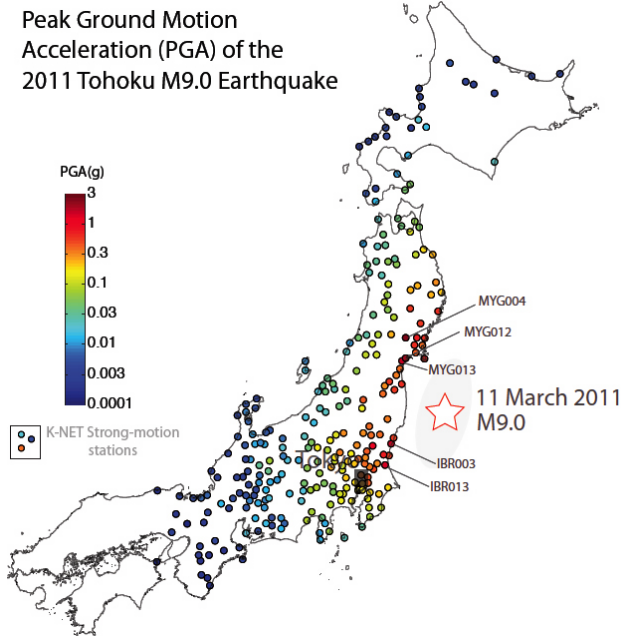 Peak Ground Motion
Acceleration (PGA) of the
2011 Tohoku M9.0 Earthquake
PGA(g)
3
1
0.3
0.1
0.03
0.01
0.003
0.0001
K-NET Strong-motion
stations
MYG004
MYG012
MYG013
11 March 2011
M9.0
Tokyo
IBR003
IBR013